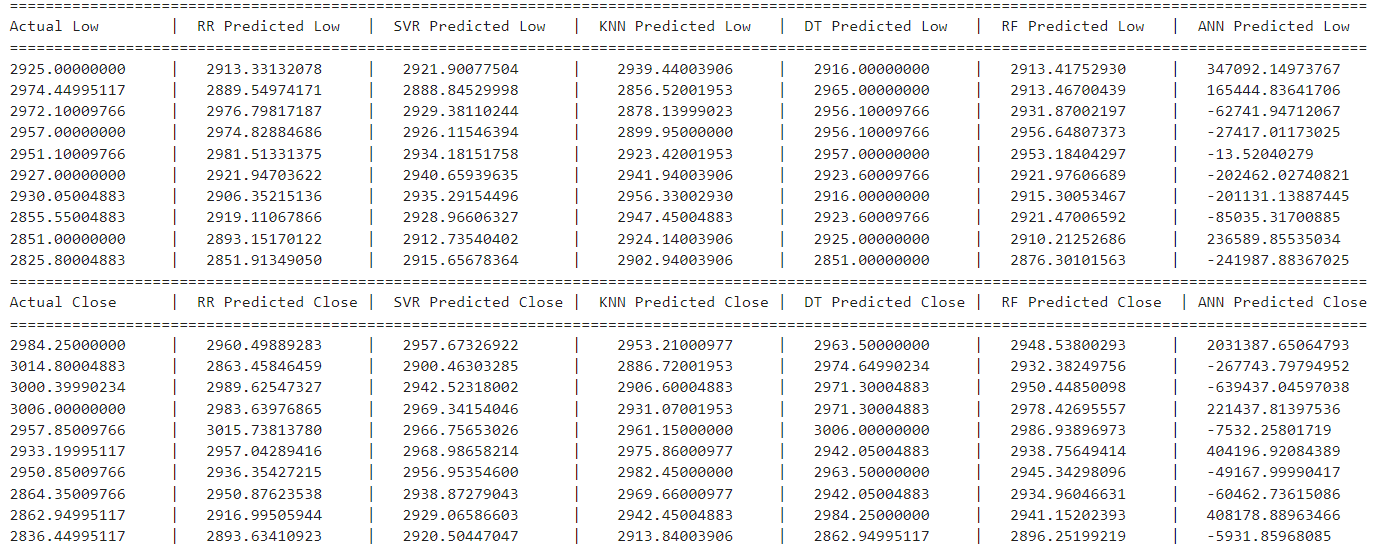 =======================================================================================================================================================
Actual Low | RR Predicted Low | SVR Predicted Low | KNN Predicted Low | DT Predicted Low | RF Predicted Low | ANN Predicted Low
=======================================================================================================================================================
2925.00000000 | 2913.33132078 | 2921.90077504 | 2939.44003906 | 2916.00000000 | 2913.41752930 | 347092.14973767
2974.44995117 | 2889.54974171 | 2888.84529998 | 2856.52001953 | 2965.00000000 | 2913.46700439 | 165444.83641706
2972.10009766 | 2976.79817187 | 2929.38110244 | 2878.13999023 | 2956.10009766 | 2931.87002197 | -62741.94712067
2957.00000000 | 2974.82884686 | 2926.11546394 | 2899.95000000 | 2956.10009766 | 2956.64807373 | -27417.01173025
2951.10009766 | 2981.51331375 | 2934.18151758 | 2923.42001953 | 2957.00000000 | 2953.18404297 | -13.52040279
2927.00000000 | 2921.94703622 | 2940.65939635 | 2941.94003906 | 2923.60009766 | 2921.97606689 | -202462.02740821
2930.05004883 | 2906.35215136 | 2935.29154496 | 2956.33002930 | 2916.00000000 | 2915.30053467 | -201131.13887445
2855.55004883 | 2919.11067866 | 2928.96606327 | 2947.45004883 | 2923.60009766 | 2921.47006592 | -85035.31700885
2851.00000000 | 2893.15170122 | 2912.73540402 | 2924.14003906 | 2925.00000000 | 2910.21252686 | 236589.85535034
2825.80004883 | 2851.91349050 | 2915.65678364 | 2902.94003906 | 2851.00000000 | 2876.30101563 | -241987.88367025
=======================================================================================================================================================
Actual Close | RR Predicted Close | SVR Predicted Close | KNN Predicted Close | DT Predicted Close | RF Predicted Close | ANN Predicted Close
=======================================================================================================================================================
2984.25000000 | 2960.49889283 | 2957.67326922 | 2953.21000977 | 2963.50000000 | 2948.53800293 | 2031387.65064793
3014.80004883 | 2863.45846459 | 2900.46303285 | 2886.72001953 | 2974.64990234 | 2932.38249756 | -267743.79794952
3000.39990234 | 2989.62547327 | 2942.52318002 | 2906.60004883 | 2971.30004883 | 2950.44850098 | -639437.04597038
3006.00000000 | 2983.63976865 | 2969.34154046 | 2931.07001953 | 2971.30004883 | 2978.42695557 | 221437.81397536
2957.85009766 | 3015.73813780 | 2966.75653026 | 2961.15000000 | 3006.00000000 | 2986.93896973 | -7532.25801719
2933.19995117 | 2957.04289416 | 2968.98658214 | 2975.86000977 | 2942.05004883 | 2938.75649414 | 404196.92084389
2950.85009766 | 2936.35427215 | 2956.95354600 | 2982.45000000 | 2963.50000000 | 2945.34298096 | -49167.99990417
2864.35009766 | 2950.87623538 | 2938.87279043 | 2969.66000977 | 2942.05004883 | 2934.96046631 | -60462.73615086
2862.94995117 | 2916.99505944 | 2929.06586603 | 2942.45004883 | 2984.25000000 | 2941.15202393 | 408178.88963466
2836.44995117 | 2893.63410923 | 2920.50447047 | 2913.84003906 | 2862.94995117 | 2896.25199219 | -5931.85968085